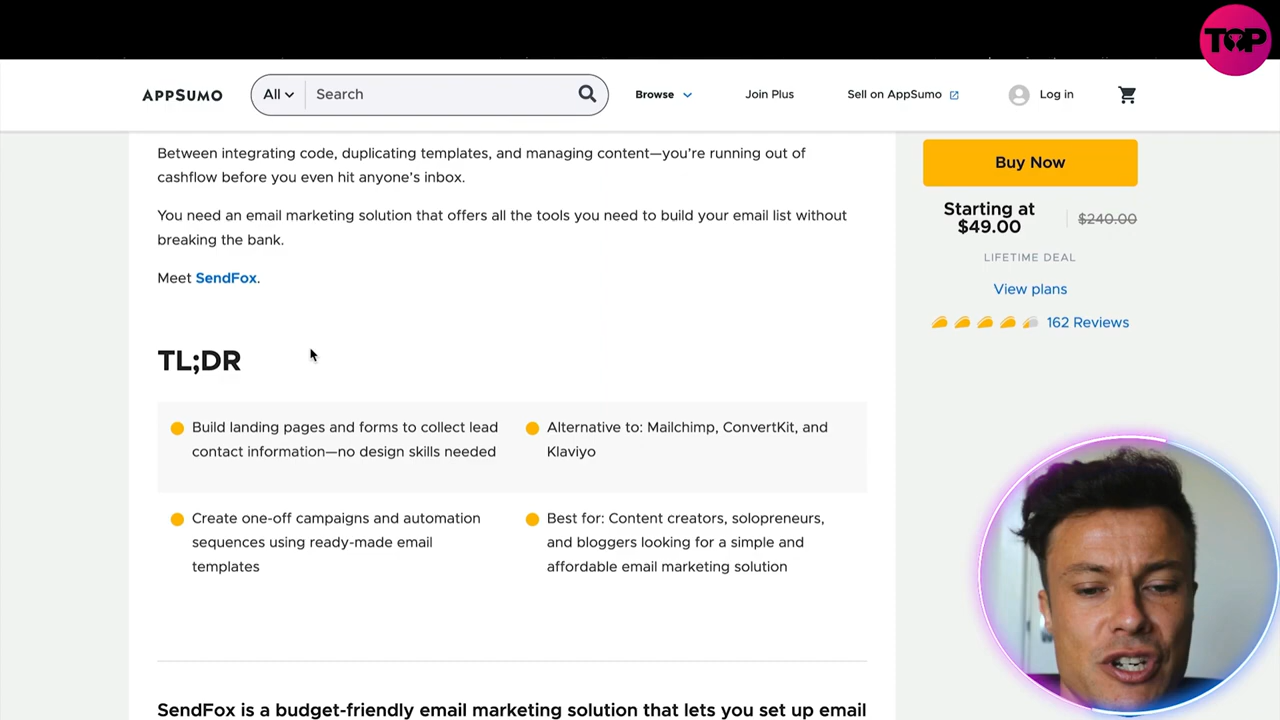 TOP
APPSUMO
All
Search
Browse
Join Plus
Sell on AppSumo
Log in
Between integrating code, duplicating templates, and managing content—you're running out of
cashflow before you even hit anyone's inbox.
You need an email marketing solution that offers all the tools you need to build your email list without
breaking the bank.
Meet SendFox.
Buy Now
Starting at
$49.00
$240.00
LIFETIME DEAL
View plans
162 Reviews
TL;DR
Build landing pages and forms to collect lead
contact information—no design skills needed
Alternative to: Mailchimp, ConvertKit, and
Klaviyo
Create one-off campaigns and automation
sequences using ready-made email
templates
Best for: Content creators, solopreneurs,
and bloggers looking for a simple and
affordable email marketing solution
SendFox is a budget-friendly email marketing solution that lets you set up email